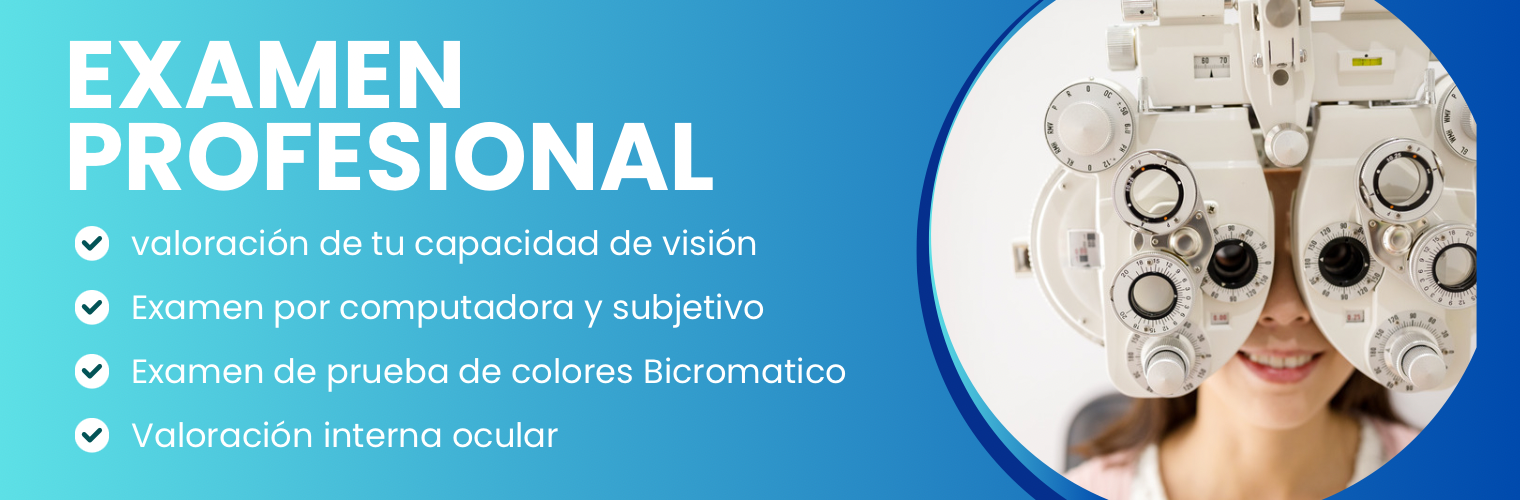 EXAMEN
PROFESIONAL
valoración de tu capacidad de visión
Examen por computadora y subjetivo
Examen de prueba de colores Bicromatico
Valoración interna ocular